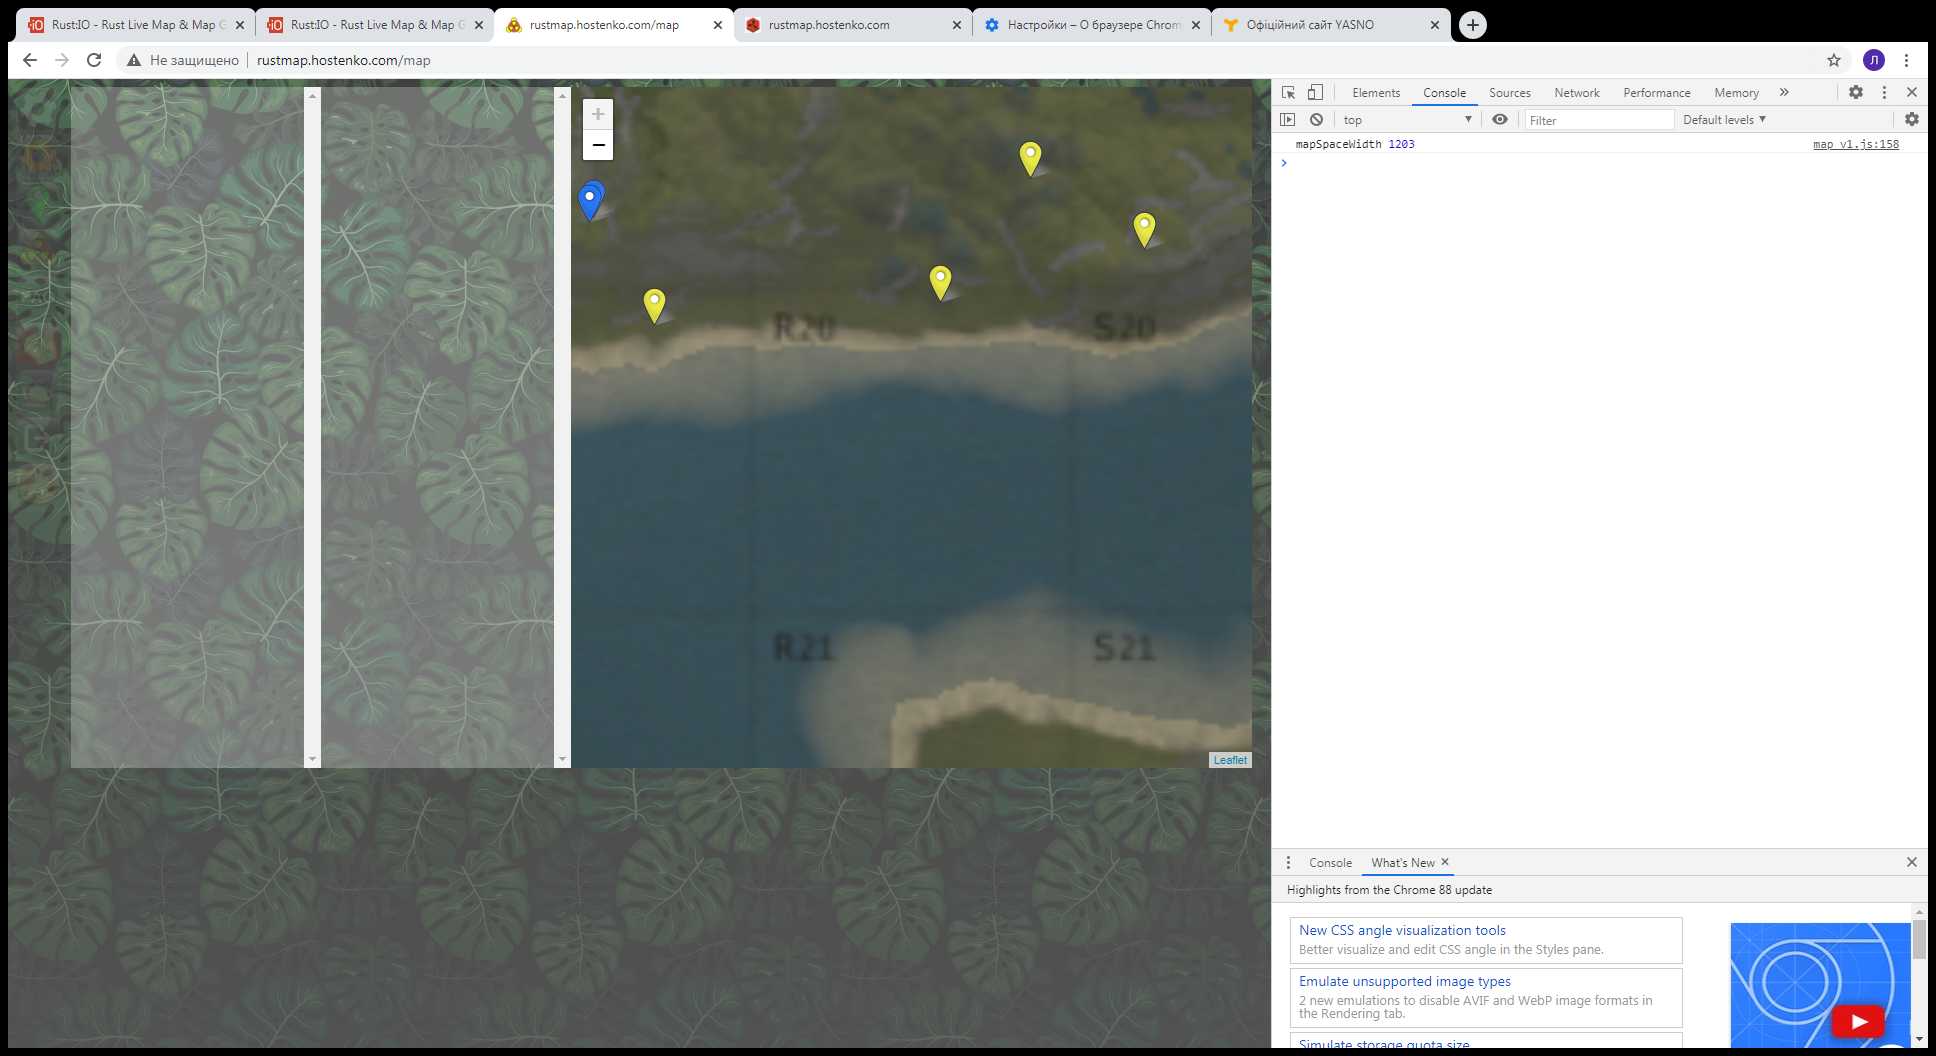 Rust:IO - Rust Live Map & Map G
Rust:IO - Rust Live Map & Map G
rustmap.hostenko.com/map
rustmap.hostenko.com
Настройки – О браузере Chrom
Офіційний сайт YASNO
Не защищено
rustmap.hostenko.com/map
Л
Elements
Console
Sources
Network
Performance
Memory
top
Filter
Default levels
mapSpaceWidth 1203
map_v1.js:158
+
−
R20
S20
R21
S21
Leaflet
Console
What's New
Highlights from the Chrome 88 update
New CSS angle visualization tools
Better visualize and edit CSS angle in the Styles pane.
Emulate unsupported image types
2 new emulations to disable AVIF and WebP image formats in
the Rendering tab.
Simulate storage quota size